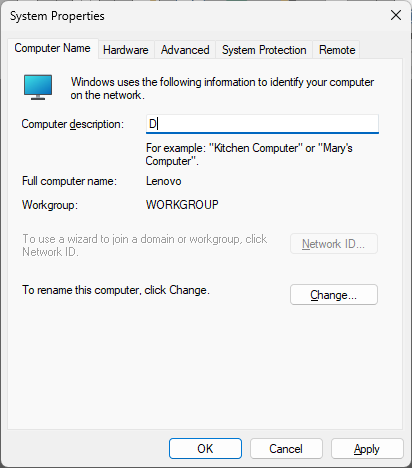 System Properties
Computer Name Hardware Advanced System Protection Remote
Windows uses the following information to identify your computer
on the network.
Computer description: D
For example: "Kitchen Computer" or "Mary's
Computer".
Full computer name: Lenovo
Workgroup: WORKGROUP
To use a wizard to join a domain or workgroup, click
Network ID.
Network ID...
To rename this computer, click Change.
Change...
OK Cancel Apply